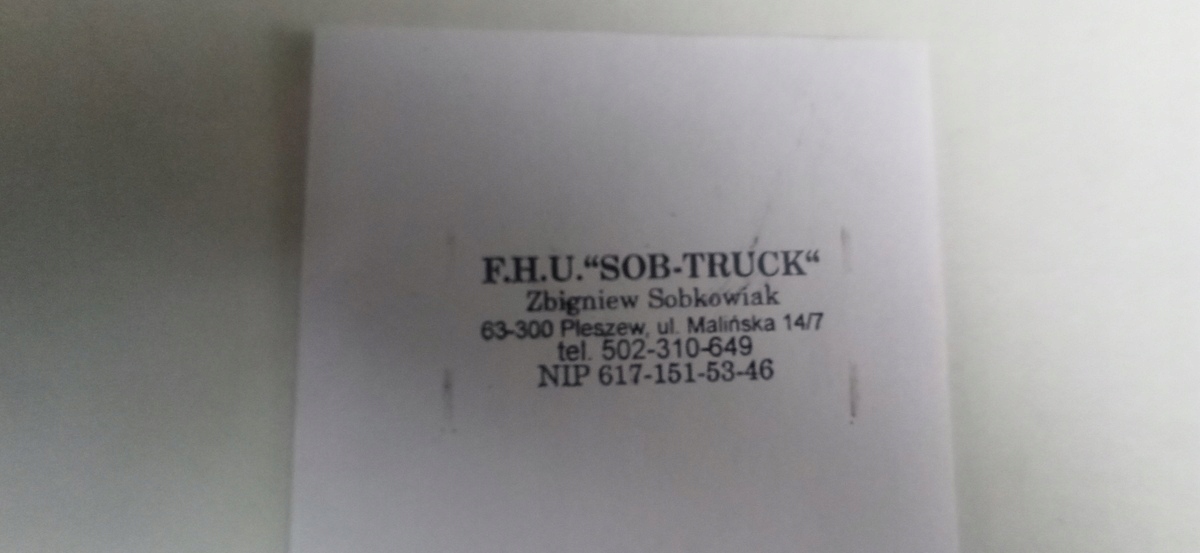 F.H.U.“SOB-TRUCK“
Zbigniew Sobkowiak
63-300 Pleszew, ul. Malińska 14/7
tel. 502-310-649
NIP 617-151-53-46